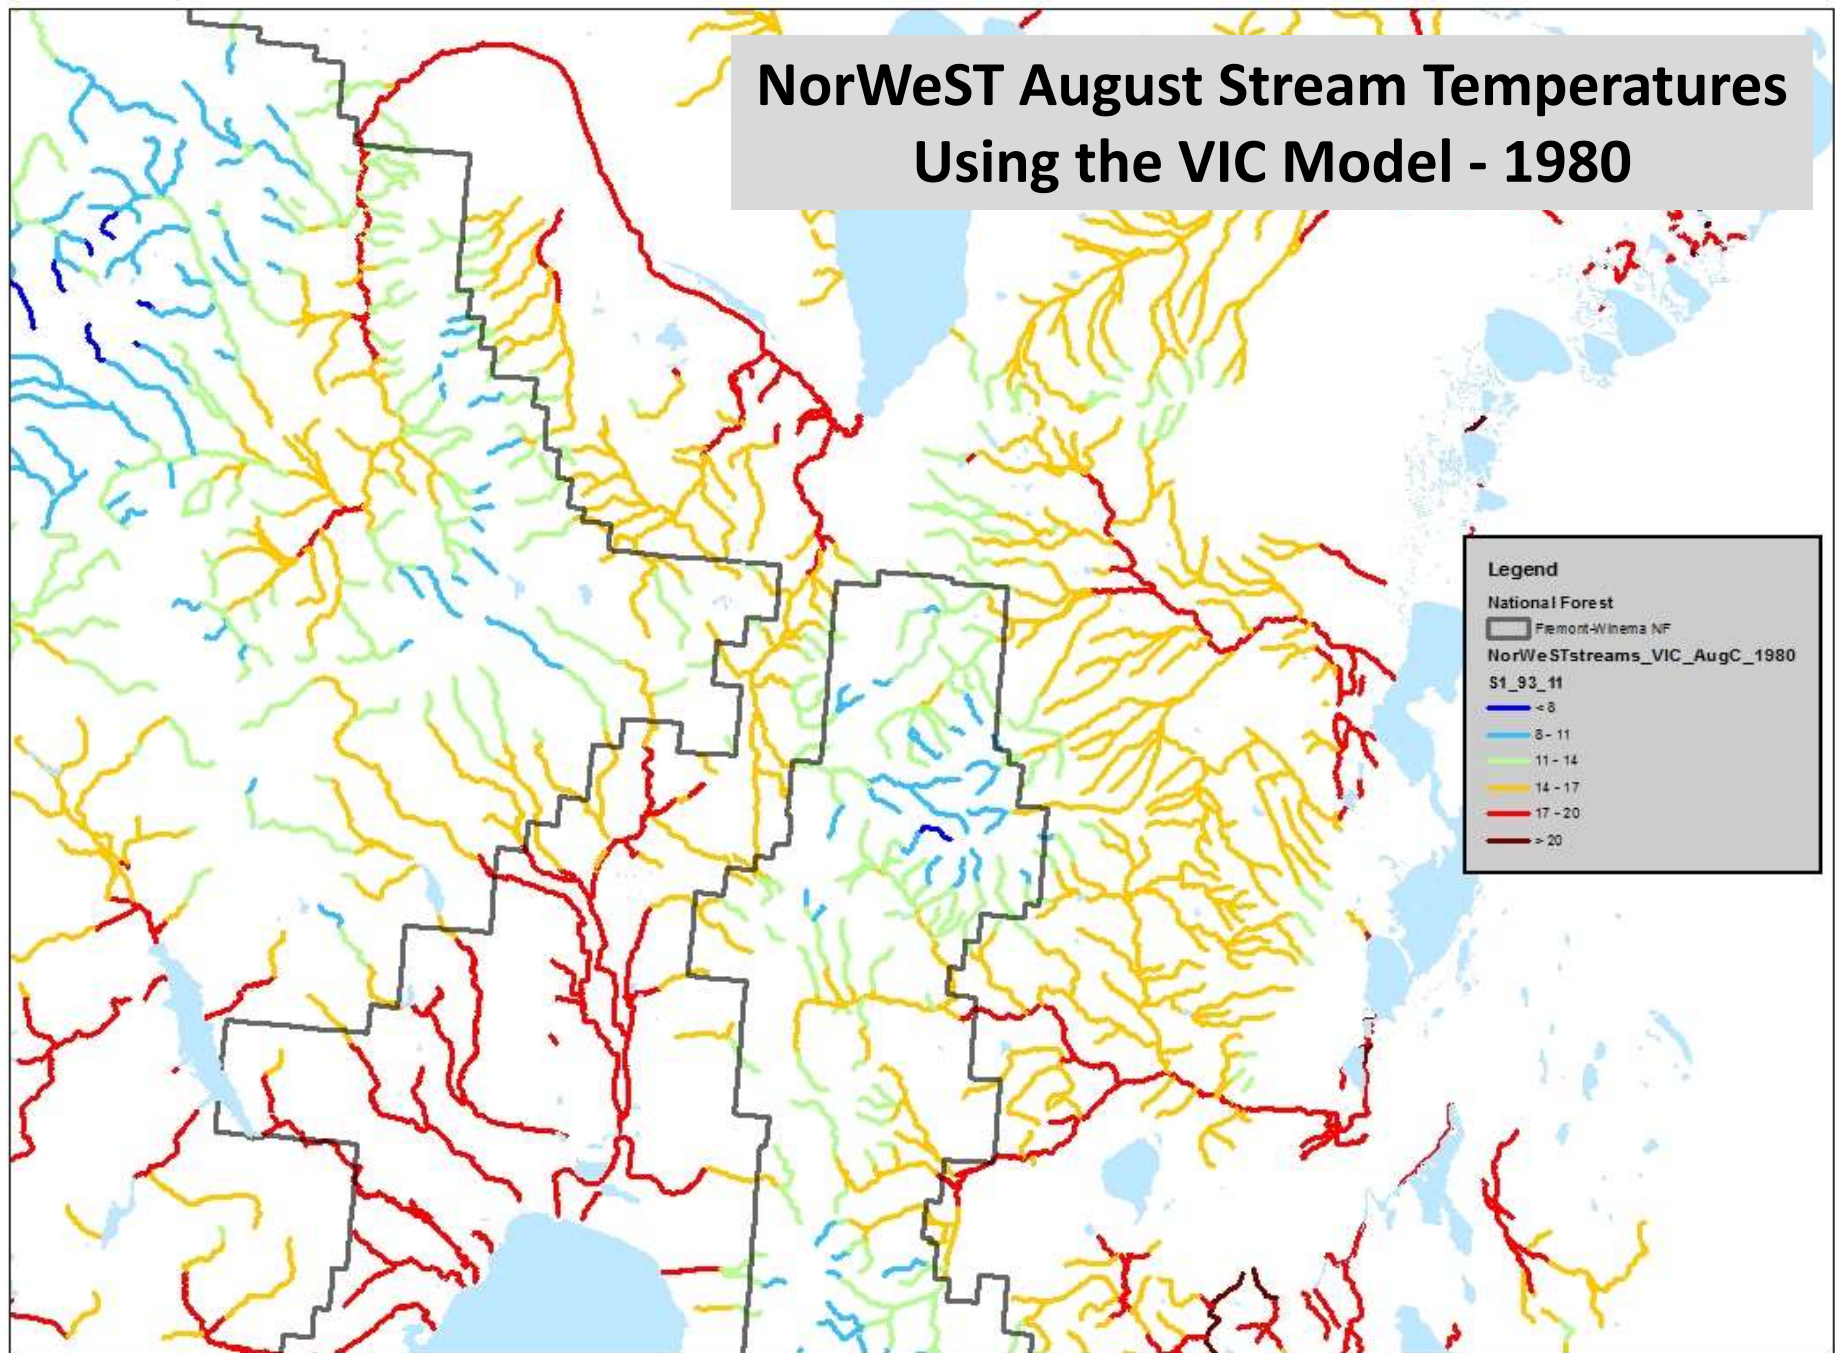 NorWeST August Stream Temperatures
Using the VIC Model - 1980
Legend
National Forest
Fremont-Winema NF
NorWeSTstreams_VIC_AugC_1980
S1_93_11
< 8
8 - 11
11 - 14
14 - 17
17 - 20
> 20